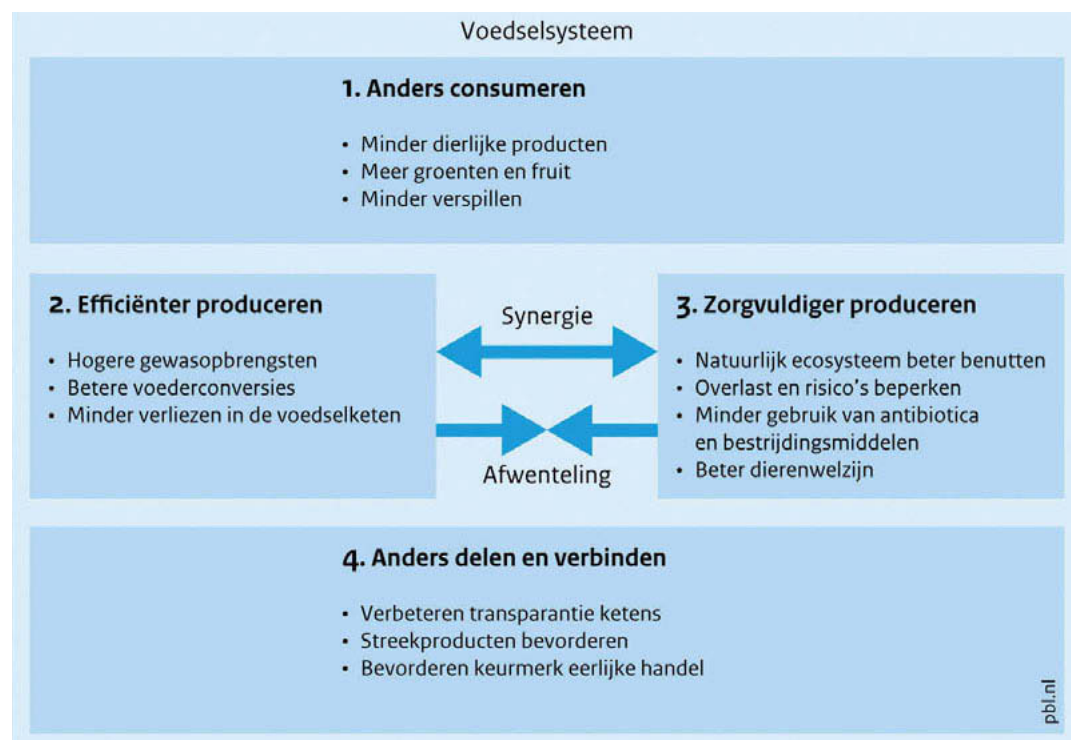 Voedselsysteem
1. Anders consumeren
• Minder dierlijke producten
• Meer groenten en fruit
• Minder verspillen
2. Efficiënter produceren
• Hogere gewasopbrengsten
• Betere voederconversies
• Minder verliezen in de voedselketen
Synergie
Afwenteling
3. Zorgvuldiger produceren
• Natuurlijk ecosysteem beter benutten
• Overlast en risico's beperken
• Minder gebruik van antibiotica
en bestrijdingsmiddelen
• Beter dierenwelzijn
4. Anders delen en verbinden
• Verbeteren transparantie ketens
• Streekproducten bevorderen
• Bevorderen keurmerk eerlijke handel
pbl.nl